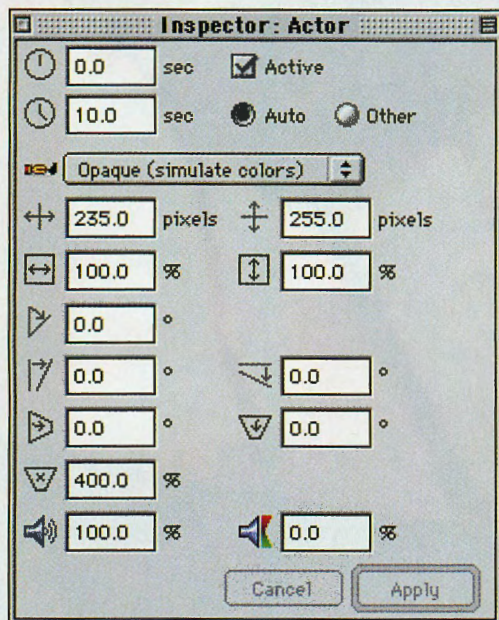 Inspector: Actor
0.0 sec Active
10.0 sec Auto Other
Opaque (simulate colors)
235.0 pixels 255.0 pixels
100.0 % 100.0 %
0.0 °
0.0 ° 0.0 °
0.0 ° 0.0 °
400.0 %
100.0 % 0.0 %
Cancel Apply